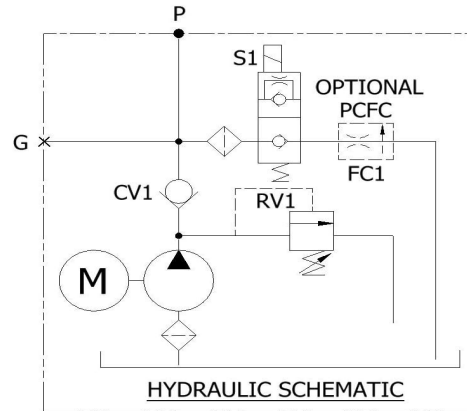 P
S1
OPTIONAL
PCFC
G
FC1
CV1
RV1
M
HYDRAULIC SCHEMATIC